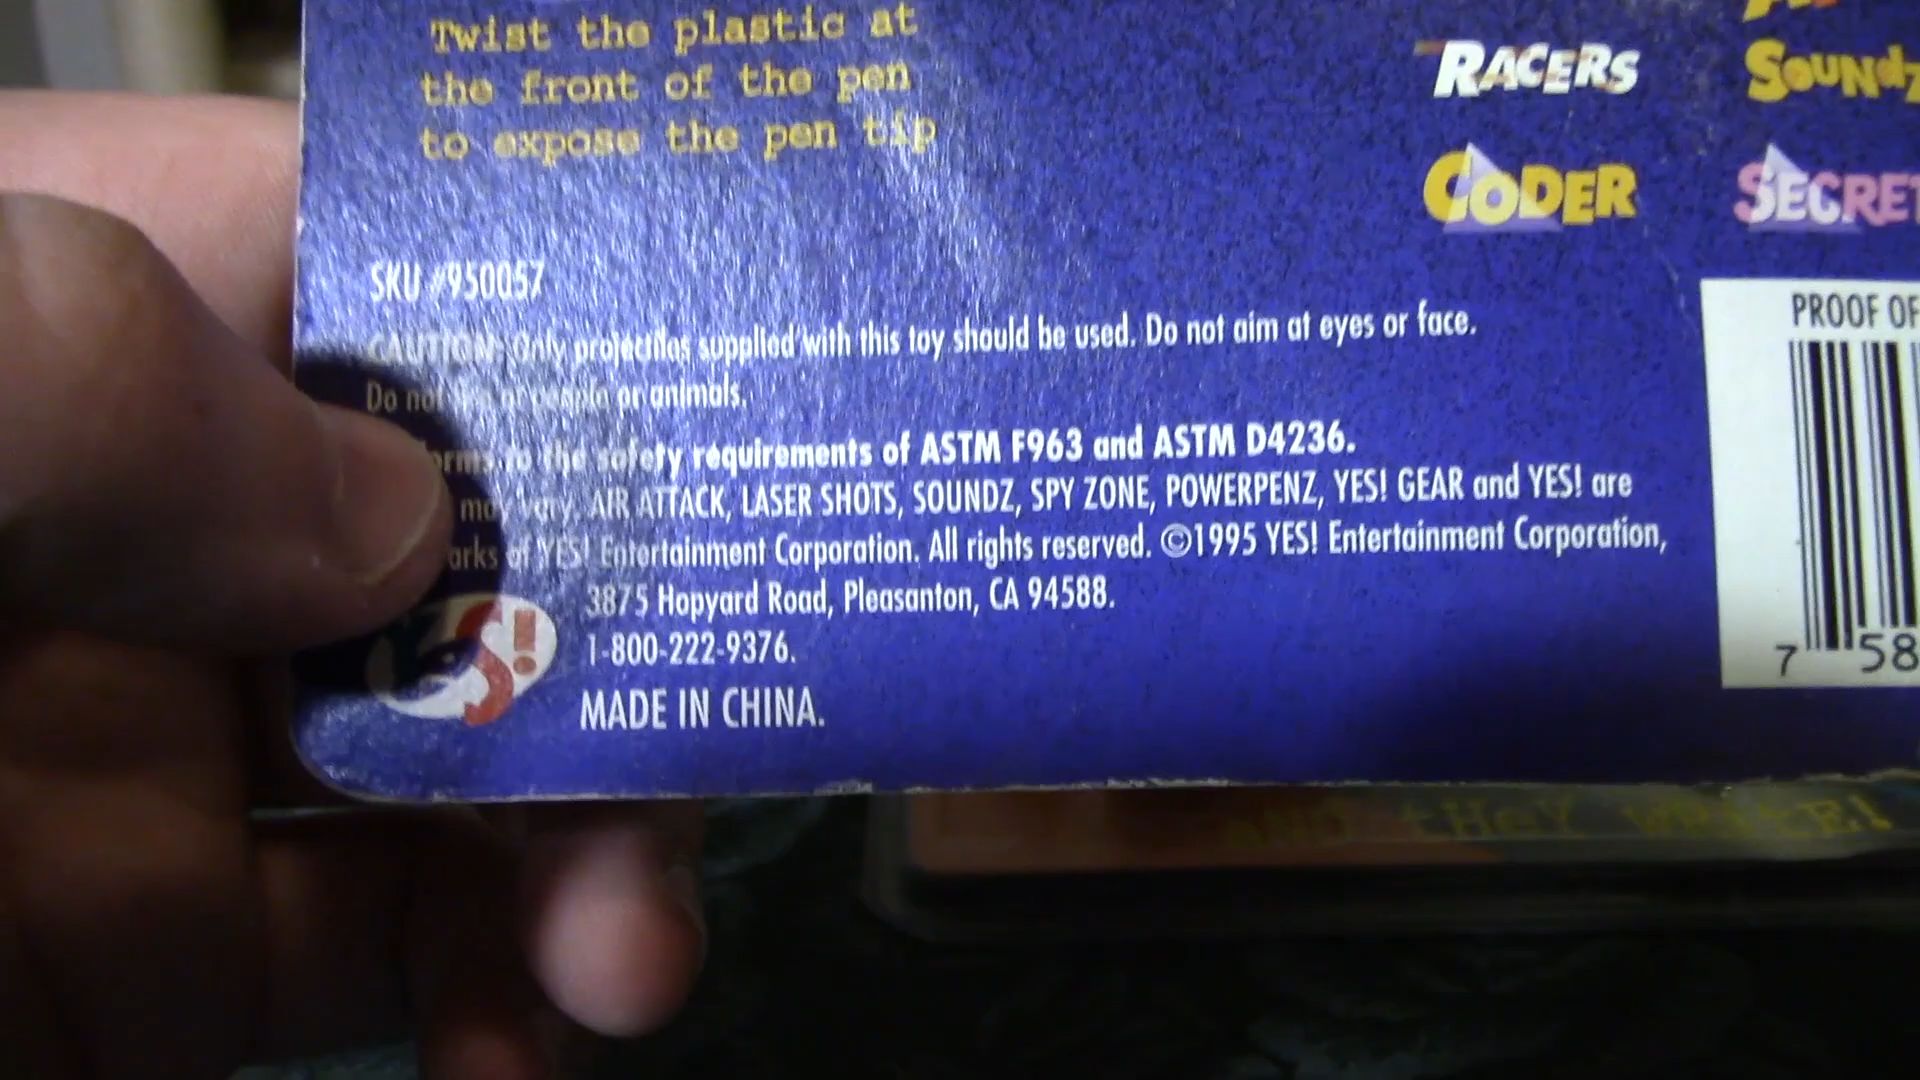 Twist the plastic at
the front of the pen
to expose the pen tip
RACERS
SOUNDZ
CODER
SECRET
SKU #950057
CAUTION: Only projectiles supplied with this toy should be used. Do not aim at eyes or face.
Do not people or animals.
to the safety requirements of ASTM F963 and ASTM D4236.
may vary. AIR ATTACK, LASER SHOTS, SOUNDZ, SPY ZONE, POWERPENZ, YES! GEAR and YES! are
arks of YES! Entertainment Corporation. All rights reserved. ©1995 YES! Entertainment Corporation,
3875 Hopyard Road, Pleasanton, CA 94588.
1-800-222-9376.
MADE IN CHINA.
S!
PROOF OF
7 58
AND tHeY WRitE!